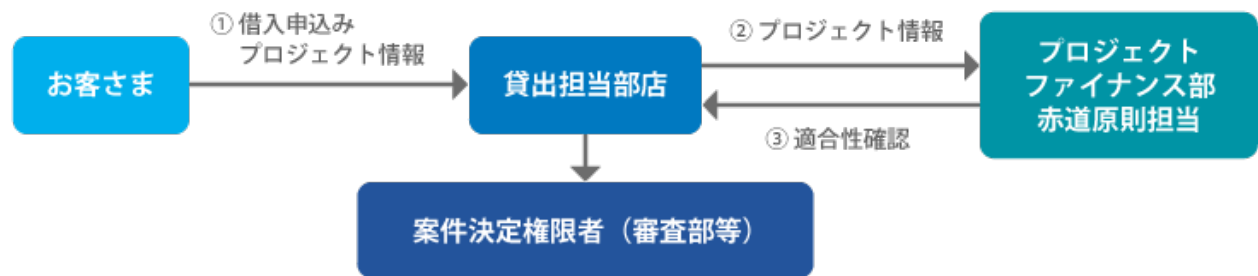 ① 借入申込み
プロジェクト情報
お客さま
貸出担当部店
② プロジェクト情報
③ 適合性確認
プロジェクト
ファイナンス部
赤道原則担当
案件決定権限者（審査部等）